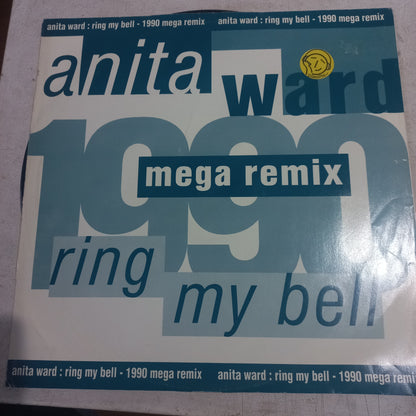 anita ward : ring my bell - 1990 mega remix anita ward : ring my bell - 1990 mega remix
anita
ward
1990
mega remix
ring
my bell
anita ward : ring my bell - 1990 mega remix anita ward : ring my bell - 1990 mega remix